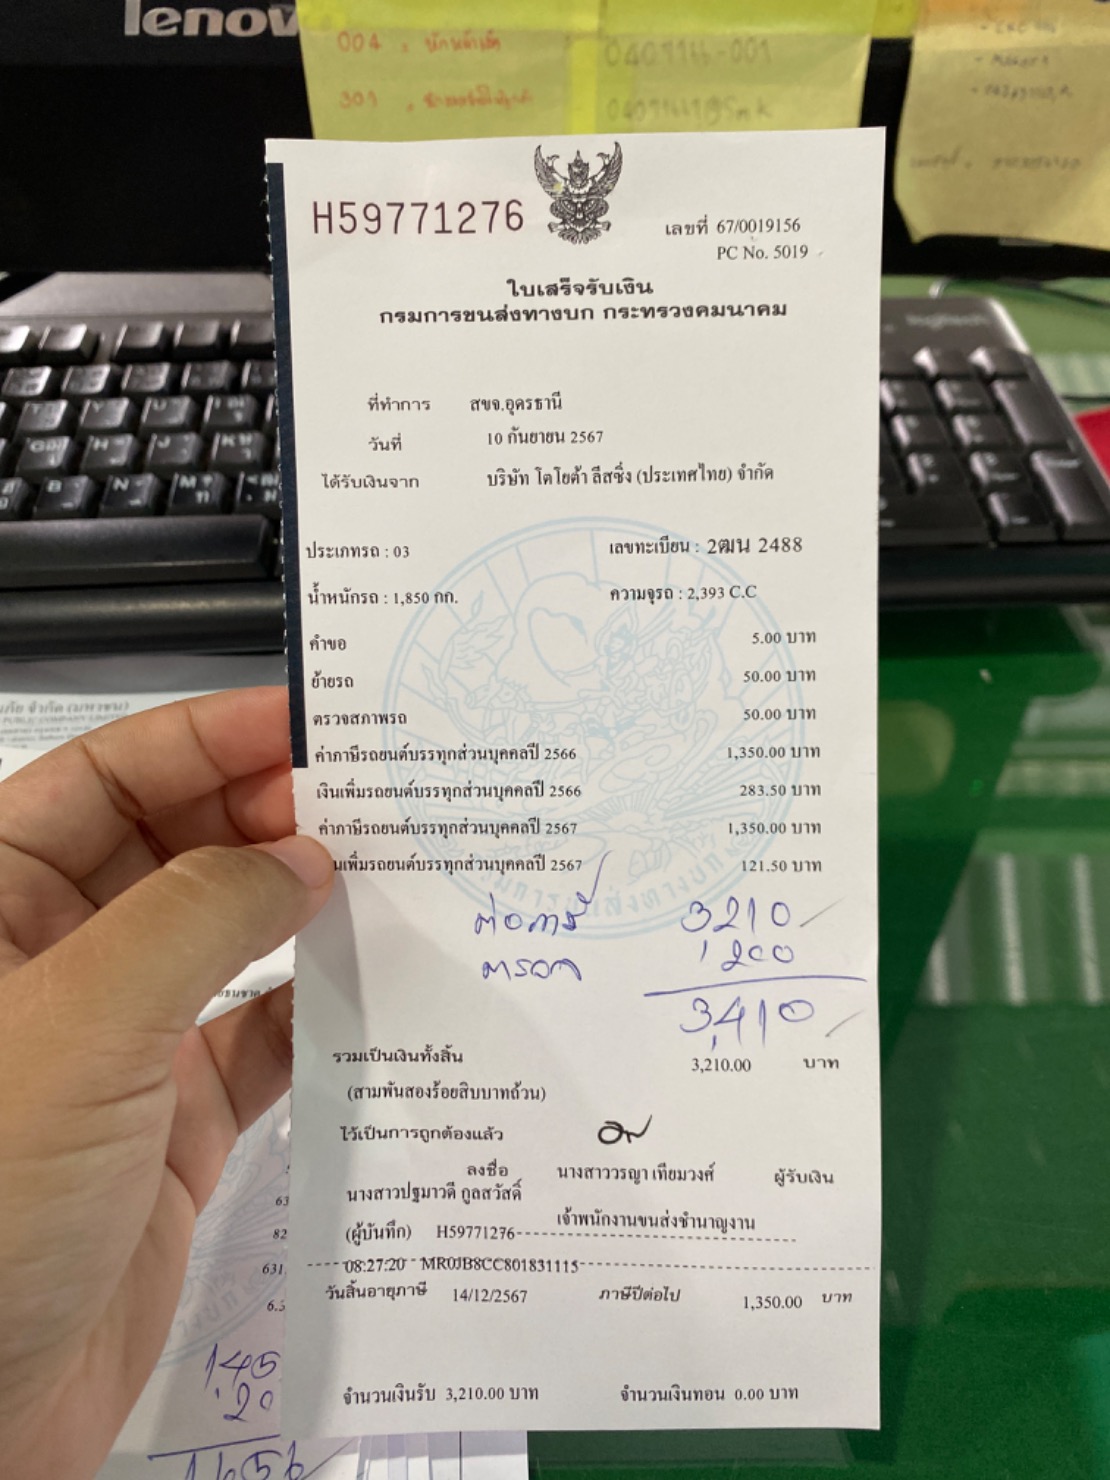 lenov
004 :
040714-001
301
H59771276
เลขที่ 67/0019156
PC No. 5019
ใบเสร็จรับเงิน
กรมการขนส่งทางบก กระทรวงคมนาคม
ที่ทำการ สขจ.อุดรธานี
วันที่ 10 กันยายน 2567
ได้รับเงินจาก บริษัท โตโยต้า ลีสซิ่ง (ประเทศไทย) จำกัด
ประเภทรถ : 03 เลขทะเบียน : 2ฒน 2488
น้ำหนักรถ : 1,850 กก. ความจุรถ : 2,393 C.C
คำขอ 5.00 บาท
ย้ายรถ 50.00 บาท
ตรวจสภาพรถ 50.00 บาท
ค่าภาษีรถยนต์บรรทุกส่วนบุคคลปี 2566 1,350.00 บาท
เงินเพิ่มรถยนต์บรรทุกส่วนบุคคลปี 2566 283.50 บาท
ค่าภาษีรถยนต์บรรทุกส่วนบุคคลปี 2567 1,350.00 บาท
นเพิ่มรถยนต์บรรทุกส่วนบุคคลปี 2567 121.50 บาท
ต่อภาษี 3,210
ตรอ 200
3,410
รวมเป็นเงินทั้งสิ้น 3,210.00 บาท
(สามพันสองร้อยสิบบาทถ้วน)
ไว้เป็นการถูกต้องแล้ว
ลงชื่อ นางสาววรญา เทียมวงศ์ ผู้รับเงิน
นางสาวปฐมาวดี กูลสวัสดิ์
(ผู้บันทึก) H59771276 เจ้าพนักงานขนส่งชำนาญงาน
08:27:20 MR0JB8CC801831115
วันสิ้นอายุภาษี 14/12/2567 ภาษีปีต่อไป 1,350.00 บาท
จำนวนเงินรับ 3,210.00 บาท จำนวนเงินทอน 0.00 บาท